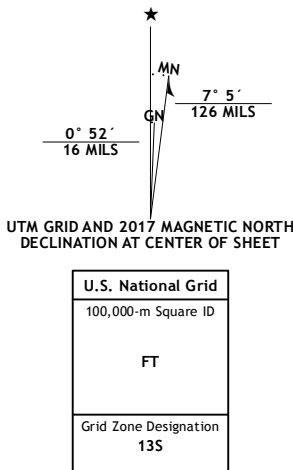 ★
MN
GN
7° 5´
126 MILS
0° 52´
16 MILS
UTM GRID AND 2017 MAGNETIC NORTH
DECLINATION AT CENTER OF SHEET
U.S. National Grid
100,000-m Square ID
FT
Grid Zone Designation
13S